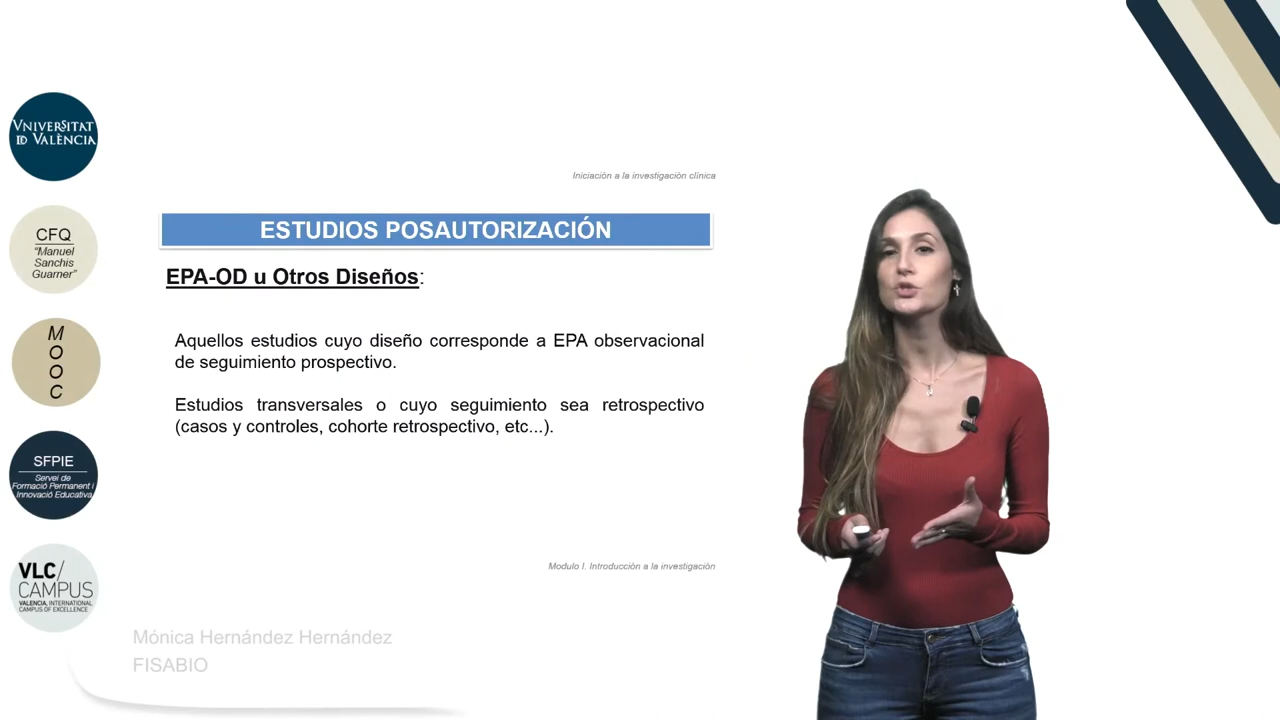 VNIVERSITAT
ID VALÈNCIA
CFQ
"Manuel
Sanchis
Guarner"
M
O
O
C
SFPIE
Servei de
Formació Permanent i
Innovació Educativa
VLC/
CAMPUS
VALENCIA, INTERNATIONAL
CAMPUS OF EXCELLENCE
Iniciación a la investigación clínica
ESTUDIOS POSAUTORIZACIÓN
EPA-OD u Otros Diseños:
Aquellos estudios cuyo diseño corresponde a EPA observacional
de seguimiento prospectivo.
Estudios transversales o cuyo seguimiento sea retrospectivo
(casos y controles, cohorte retrospectivo, etc...).
Modulo I. Introducción a la investigación
Mónica Hernández Hernández
FISABIO